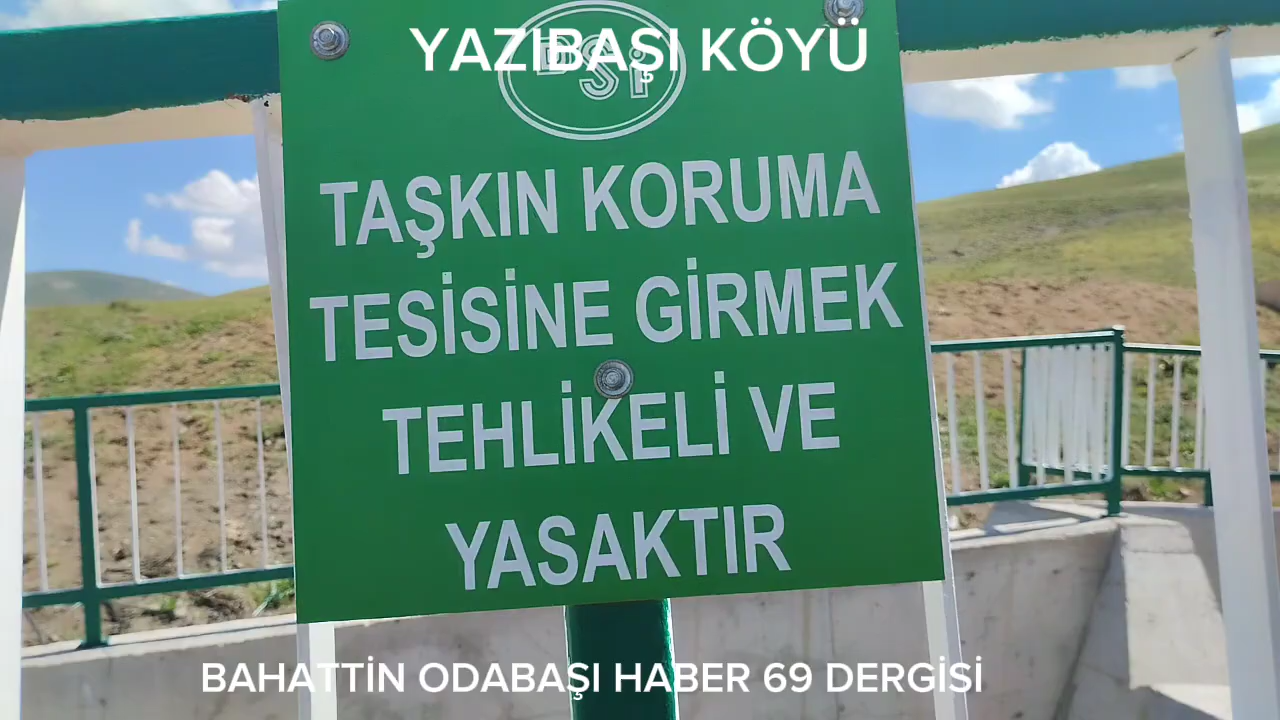 YAZIBAŞI KÖYÜ
DSİ
TAŞKIN KORUMA
TESİSİNE GİRMEK
TEHLİKELİ VE
YASAKTIR
BAHATTİN ODABAŞI HABER 69 DERGİSİ